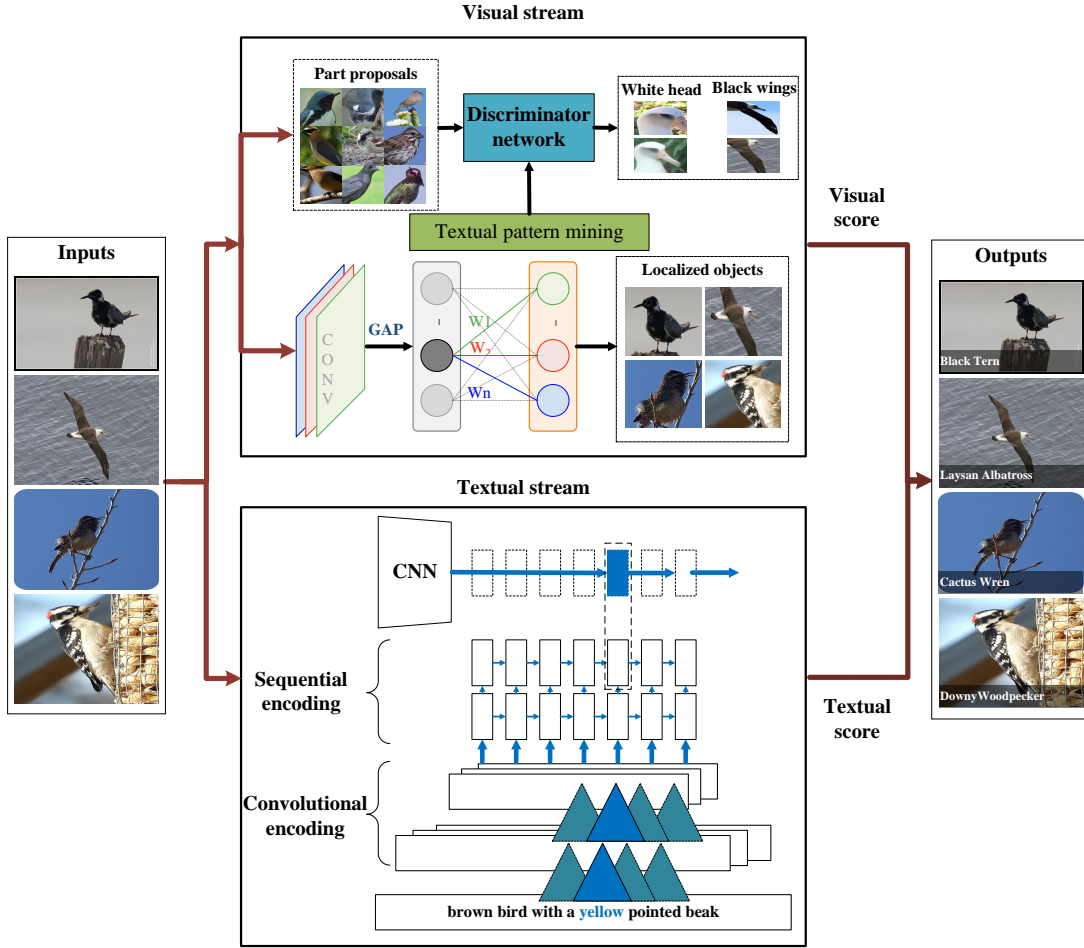 Visual stream
Part proposals
Discriminator
network
White head
Black wings
Textual pattern mining
Visual
score
Inputs
CONV
GAP
W1
W2
Wn
Localized objects
Outputs
Black Tern
Laysan Albatross
Cactus Wren
DownyWoodpecker
Textual stream
CNN
Sequential
encoding
Convolutional
encoding
Textual
score
brown bird with a yellow pointed beak